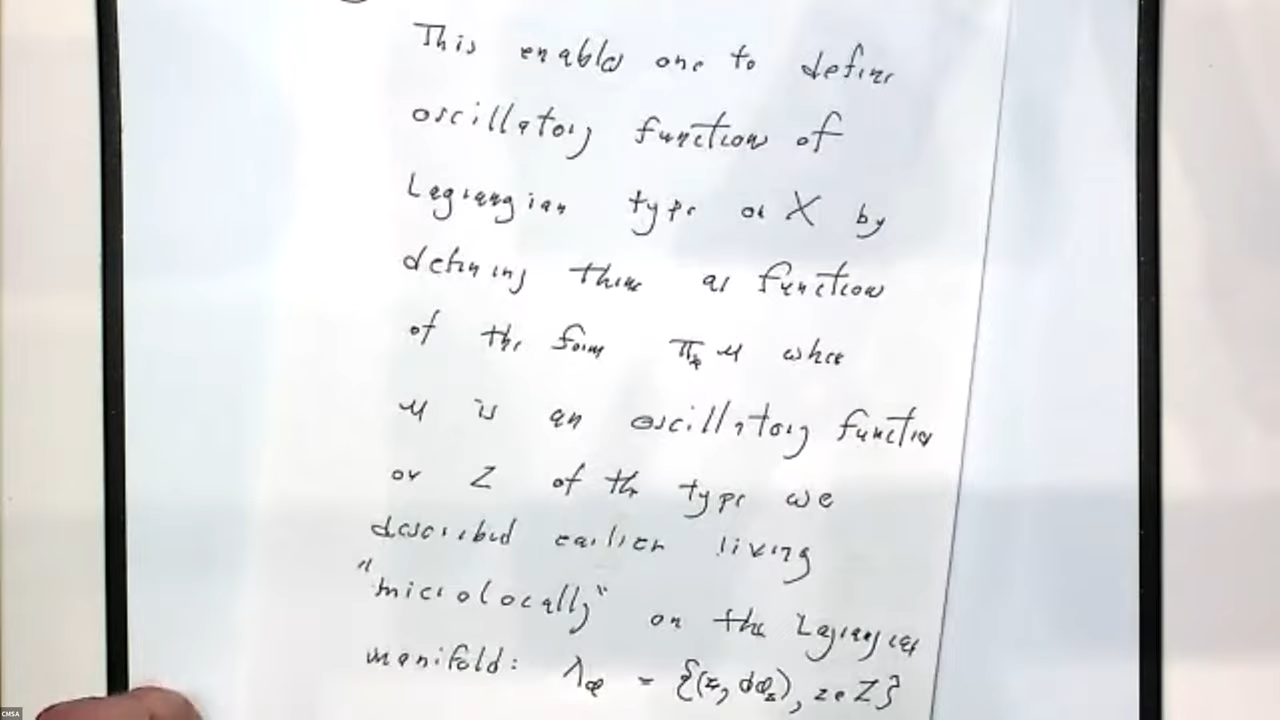 This enables one to define
oscillatory function of
Lagrangian type on X by
defining them as function
of the form π_* μ where
μ is an oscillatory function
on Z of the type we
described earlier living
"microlocally" on the Lagrangian
manifold: Λ_φ = {(z, dφ_z), z ∈ Z}
CMSA